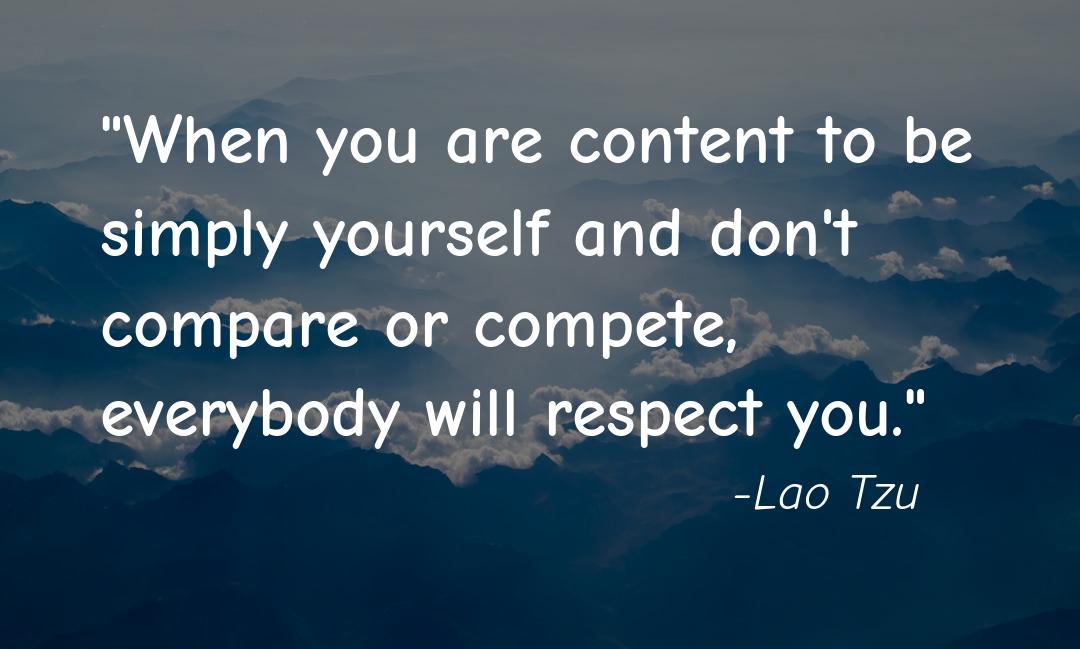 "When you are content to be
simply yourself and don't
compare or compete,
everybody will respect you."
-Lao Tzu